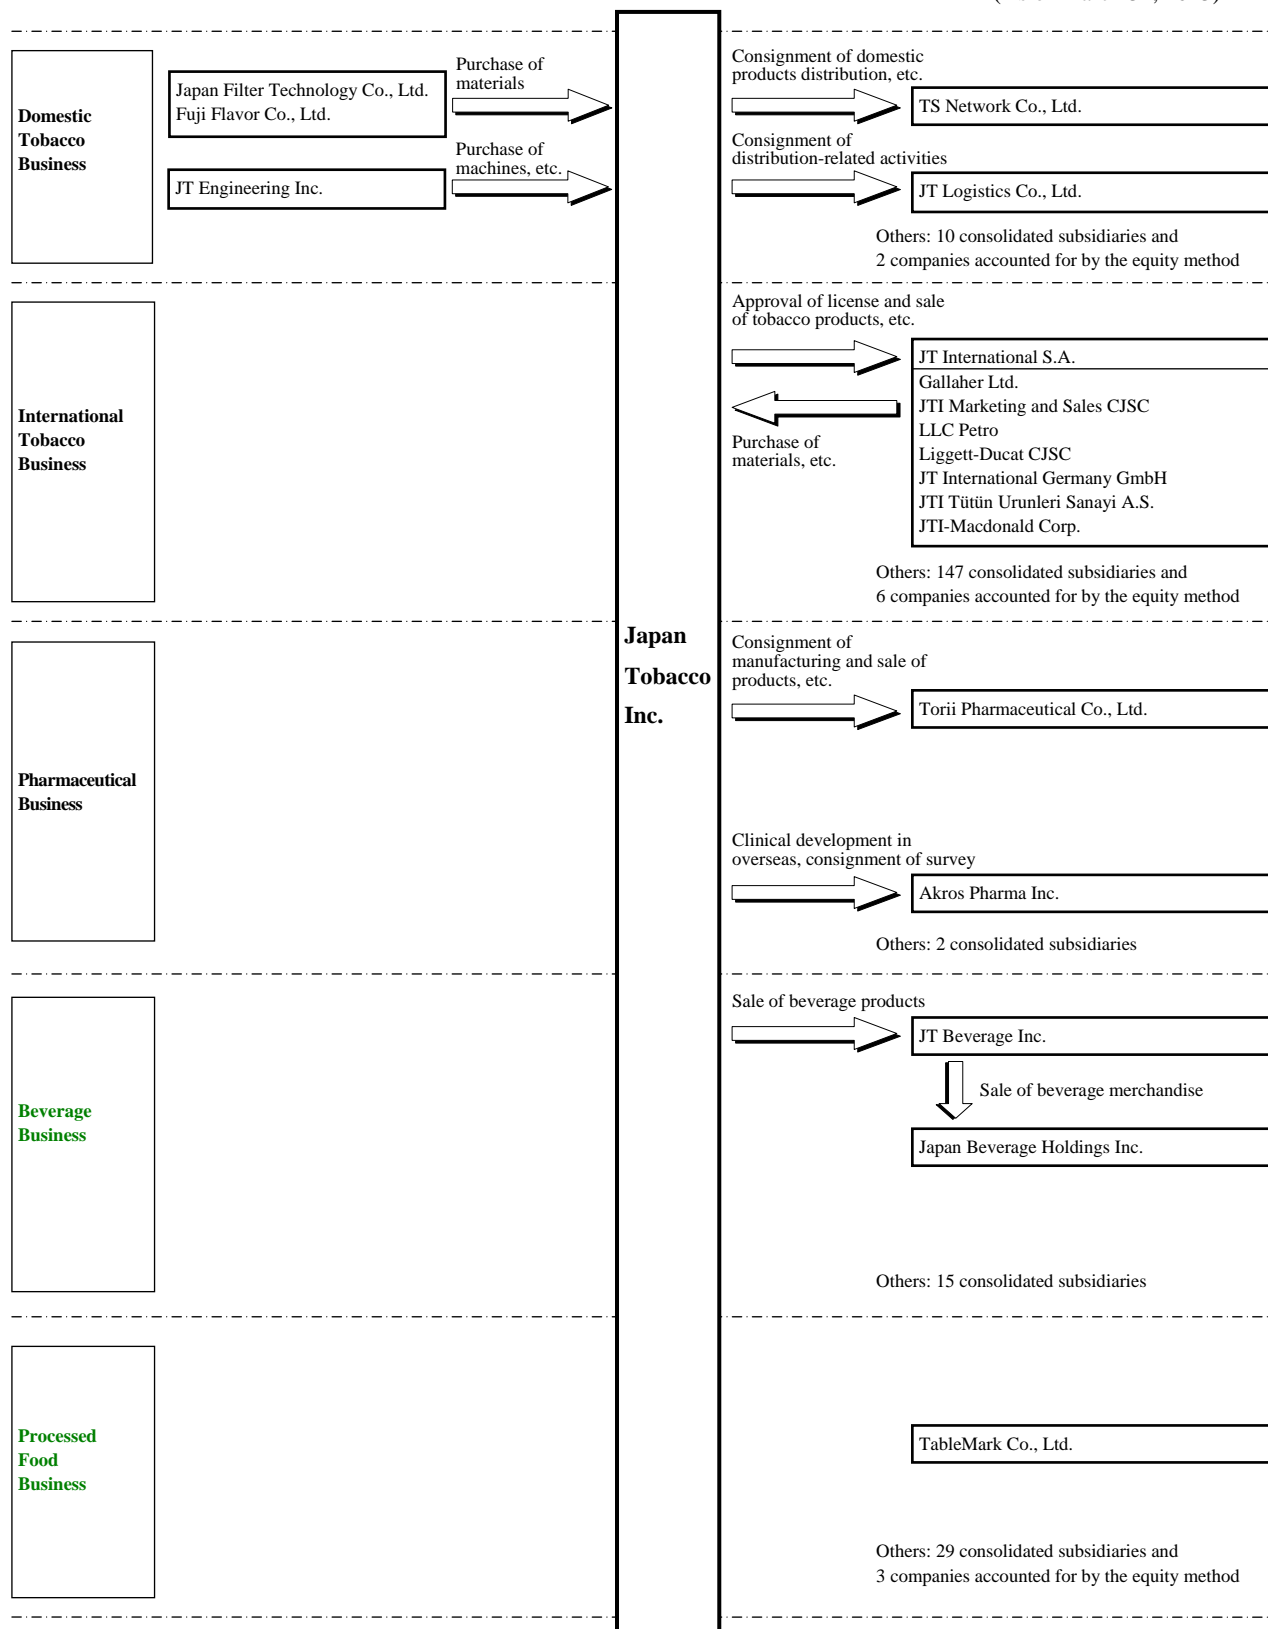 Domestic
Tobacco
Business
Japan Filter Technology Co., Ltd.
Fuji Flavor Co., Ltd.
Purchase of
materials
JT Engineering Inc.
Purchase of
machines, etc.
Consignment of domestic
products distribution, etc.
TS Network Co., Ltd.
Consignment of
distribution-related activities
JT Logistics Co., Ltd.
Others: 10 consolidated subsidiaries and
2 companies accounted for by the equity method
International
Tobacco
Business
Approval of license and sale
of tobacco products, etc.
JT International S.A.
Gallaher Ltd.
JTI Marketing and Sales CJSC
LLC Petro
Liggett-Ducat CJSC
JT International Germany GmbH
JTI Tütün Urunleri Sanayi A.S.
JTI-Macdonald Corp.
Purchase of
materials, etc.
Others: 147 consolidated subsidiaries and
6 companies accounted for by the equity method
Japan
Tobacco
Inc.
Pharmaceutical
Business
Consignment of
manufacturing and sale of
products, etc.
Torii Pharmaceutical Co., Ltd.
Clinical development in
overseas, consignment of survey
Akros Pharma Inc.
Others: 2 consolidated subsidiaries
Beverage
Business
Sale of beverage products
JT Beverage Inc.
Sale of beverage merchandise
Japan Beverage Holdings Inc.
Others: 15 consolidated subsidiaries
Processed
Food
Business
TableMark Co., Ltd.
Others: 29 consolidated subsidiaries and
3 companies accounted for by the equity method